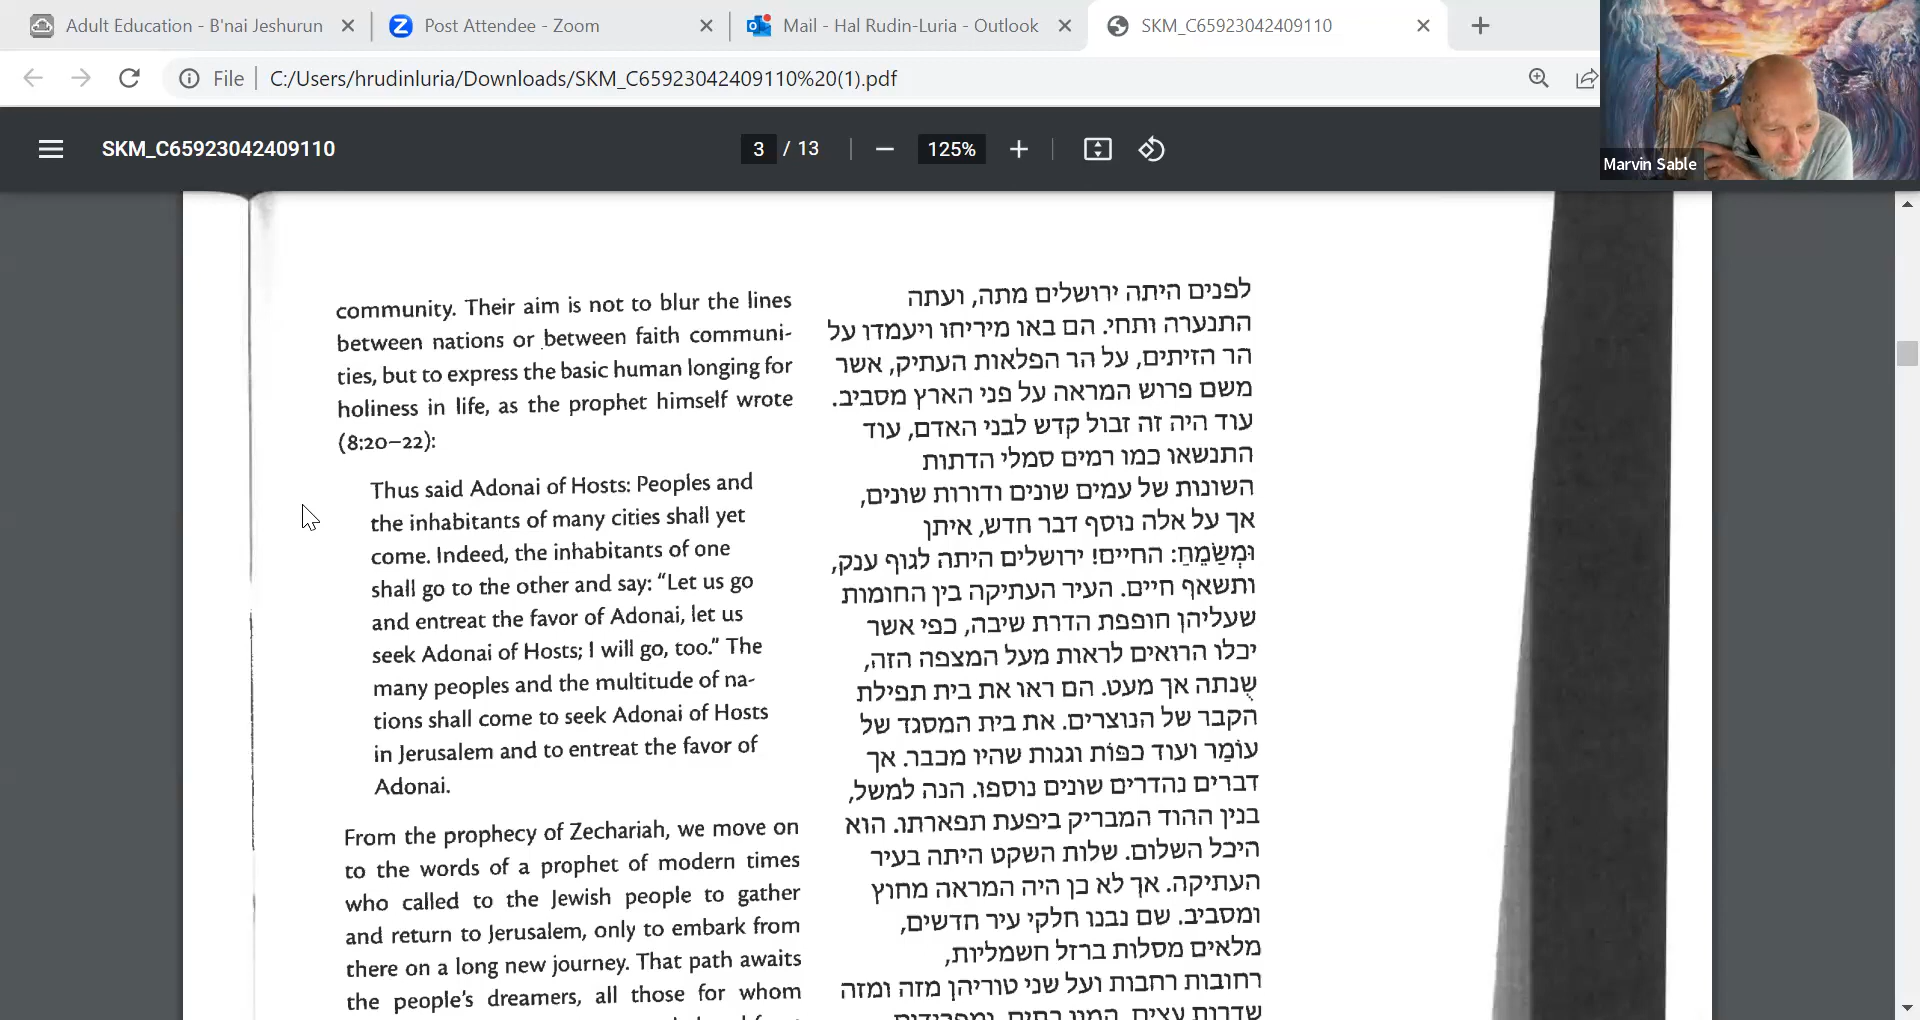 Adult Education - B'nai Jeshurun
Post Attendee - Zoom
Mail - Hal Rudin-Luria - Outlook
SKM_C65923042409110
File
C:/Users/hrudinluria/Downloads/SKM_C65923042409110%20(1).pdf
SKM_C65923042409110
3 / 13
125%
Marvin Sable
community. Their aim is not to blur the lines
between nations or between faith communi-
ties, but to express the basic human longing for
holiness in life, as the prophet himself wrote
(8:20–22):
Thus said Adonai of Hosts: Peoples and
the inhabitants of many cities shall yet
come. Indeed, the inhabitants of one
shall go to the other and say: “Let us go
and entreat the favor of Adonai, let us
seek Adonai of Hosts; I will go, too.” The
many peoples and the multitude of na-
tions shall come to seek Adonai of Hosts
in Jerusalem and to entreat the favor of
Adonai.
From the prophecy of Zechariah, we move on
to the words of a prophet of modern times
who called to the Jewish people to gather
and return to Jerusalem, only to embark from
there on a long new journey. That path awaits
the people’s dreamers, all those for whom
לפנים היתה ירושלים מתה, ועתה
התנערה ותחי. הם באו מיריחו ויעמדו על
הר הזיתים, על הר הפלאות העתיק, אשר
משם פרוש המראה על פני הארץ מסביב.
עוד היה זה זבול קדש לבני האדם, עוד
התנשאו כמו רמים סמלי הדתות
השונות של עמים שונים ודורות שונים,
אך על אלה נוסף דבר חדש, איתן
וּמְשַׂמֵּחַ: החיים! ירושלים היתה לגוף ענק,
ותשאף חיים. העיר העתיקה בין החומות
שעליהן חופפת הדרת שיבה, כפי אשר
יכלו הרואים לראות מעל המצפה הזה,
שֻנתה אך מעט. הם ראו את בית תפילת
הקבר של הנוצרים. את בית המסגד של
עוֹמַר ועוד כפּוֹת וגגות שהיו מכבר. אך
דברים נהדרים שונים נוספו. הנה למשל,
בנין ההוד המבריק ביפעת תפארתו. הוא
היכל השלום. שלות השקט היתה בעיר
העתיקה. אך לא כן היה המראה מחוץ
ומסביב. שם נבנו חלקי עיר חדשים,
מלאים מסלות ברזל חשמליות,
רחובות רחבות ועל שני טוריהן מזה ומזה
שדרות עצים, המון בתים,